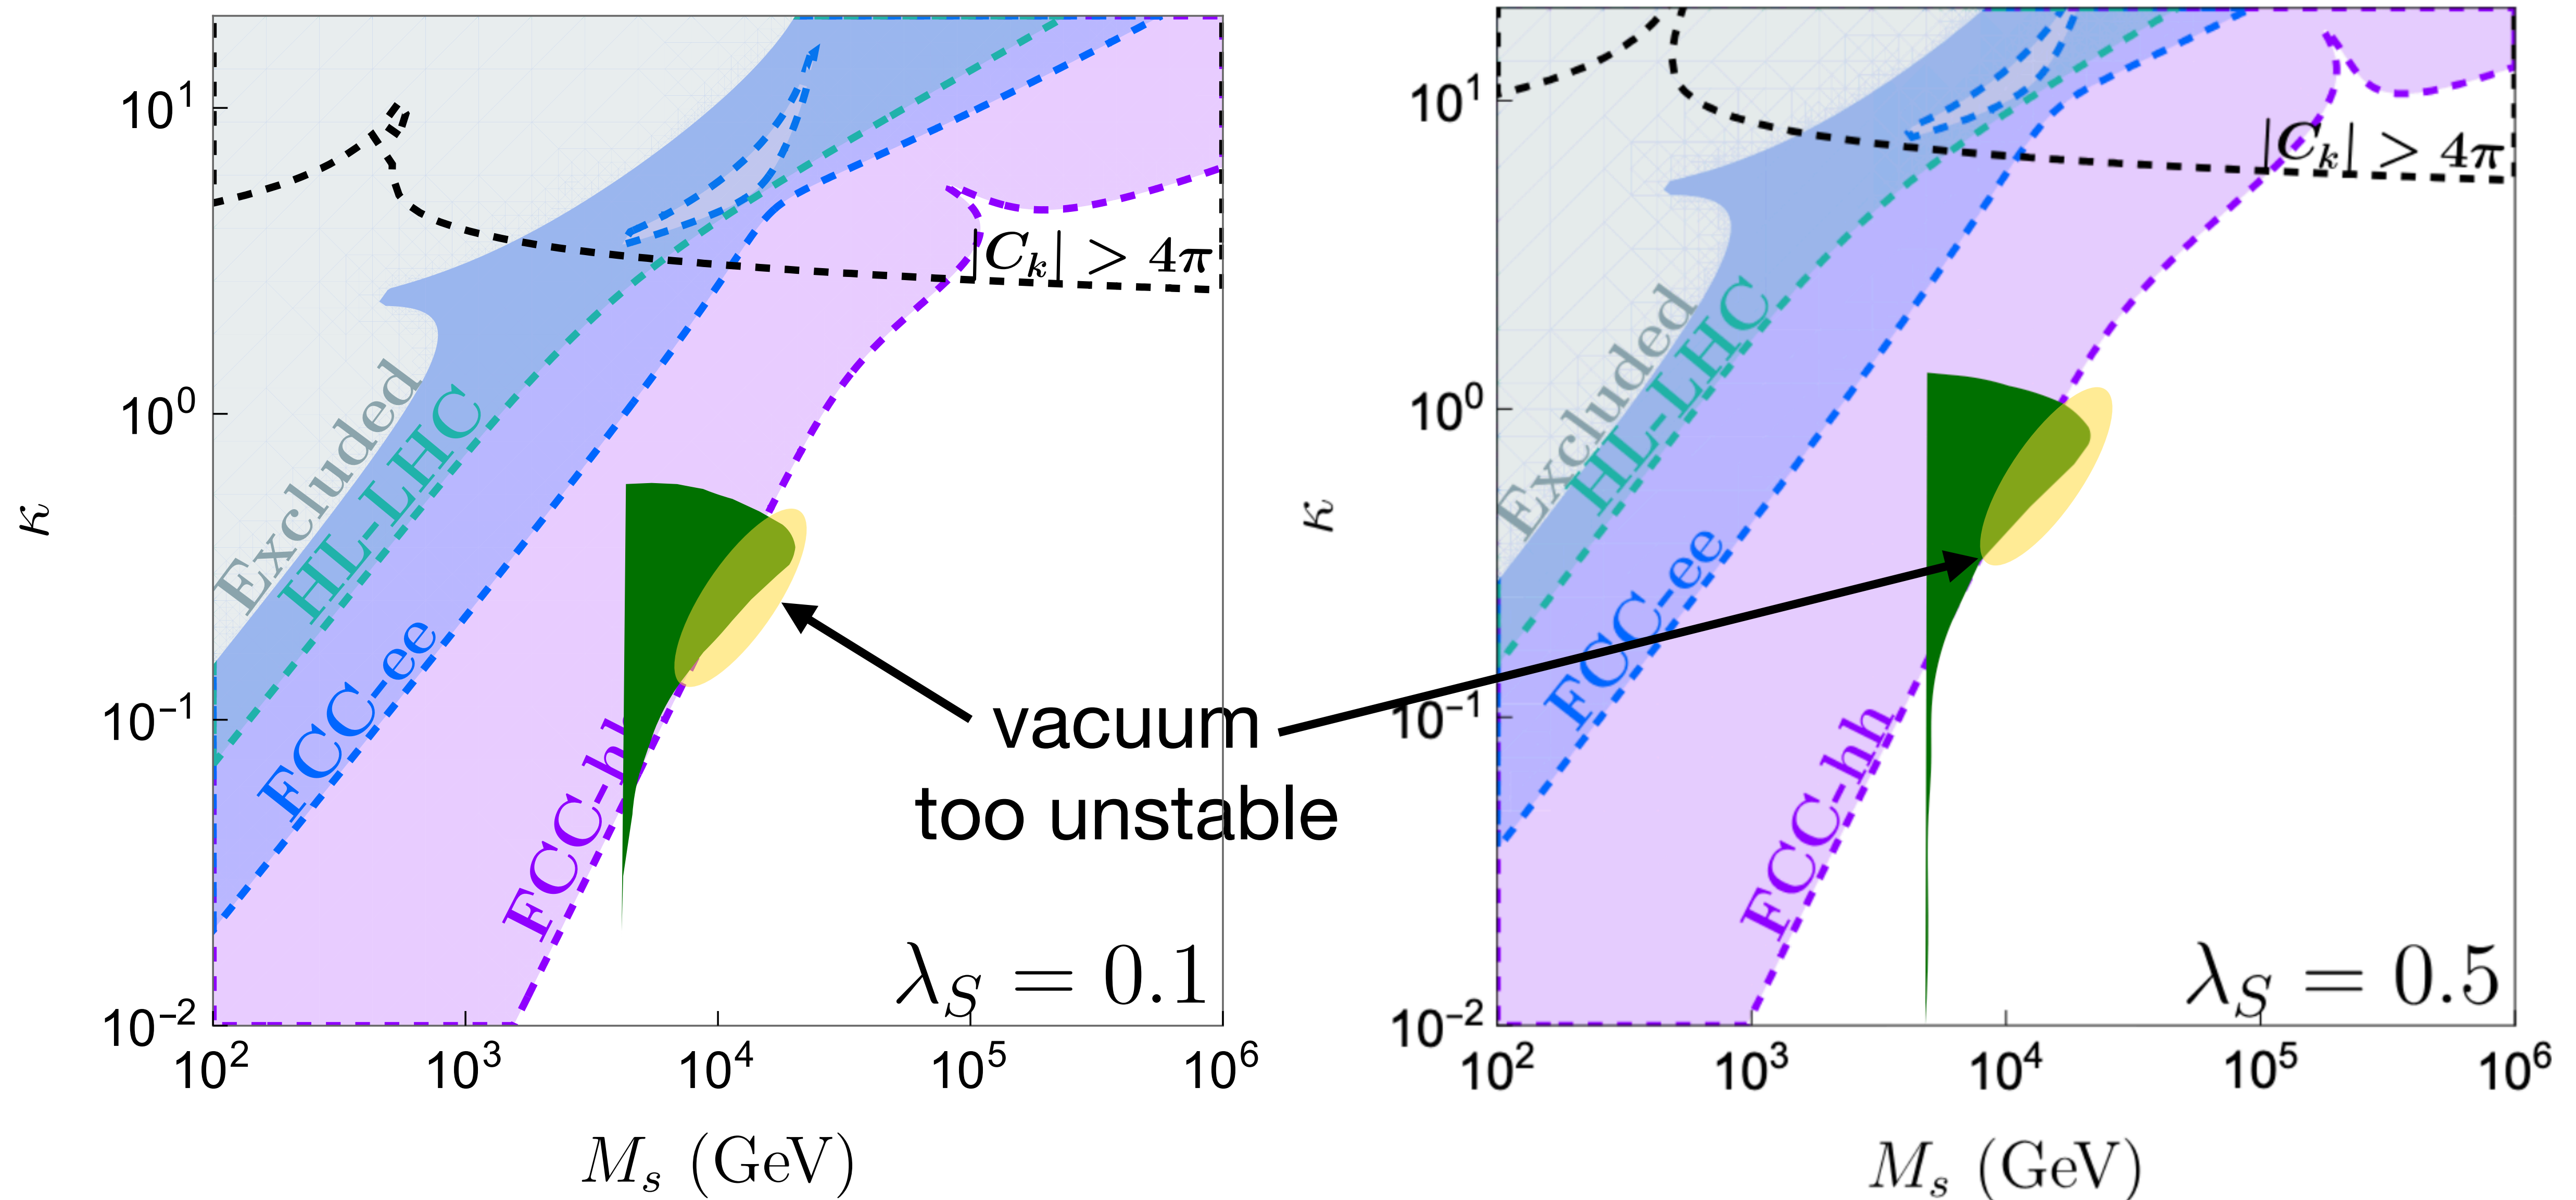 κ
10¹
10⁰
10⁻¹
10⁻²
10²
10³
10⁴
10⁵
10⁶
M_s (GeV)
Excluded
HL-LHC
FCC-ee
FCC-hh
|C_k| > 4π
λ_S = 0.1
vacuum
too unstable
κ
10¹
10⁰
10⁻¹
10⁻²
10²
10³
10⁴
10⁵
10⁶
M_s (GeV)
Excluded
HL-LHC
FCC-ee
FCC-hh
|C_k| > 4π
λ_S = 0.5